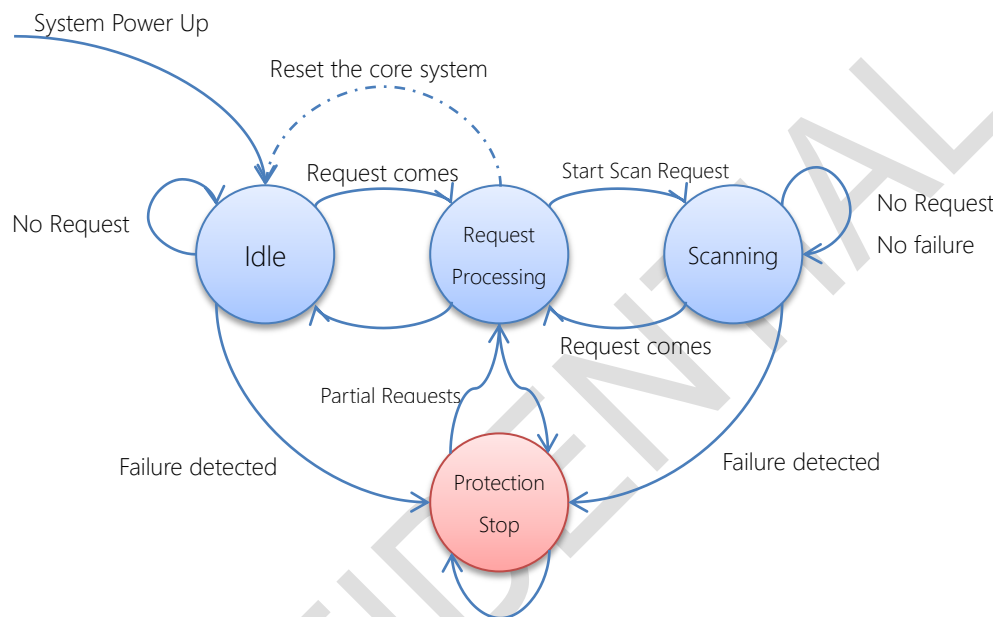 System Power Up
Reset the core system
Request comes
Start Scan Request
No Request
No Request
No failure
Idle
Request
Processing
Scanning
Request comes
Partial Requests
Failure detected
Failure detected
Protection
Stop
IDENTIAL